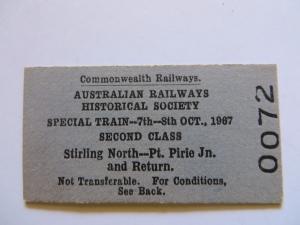 Commonwealth Railways.
AUSTRALIAN RAILWAYS
HISTORICAL SOCIETY
SPECIAL TRAIN--7th--8th OCT., 1967
SECOND CLASS
Stirling North--Pt. Pirie Jn.
and Return.
Not Transferable. For Conditions,
See Back.
0072